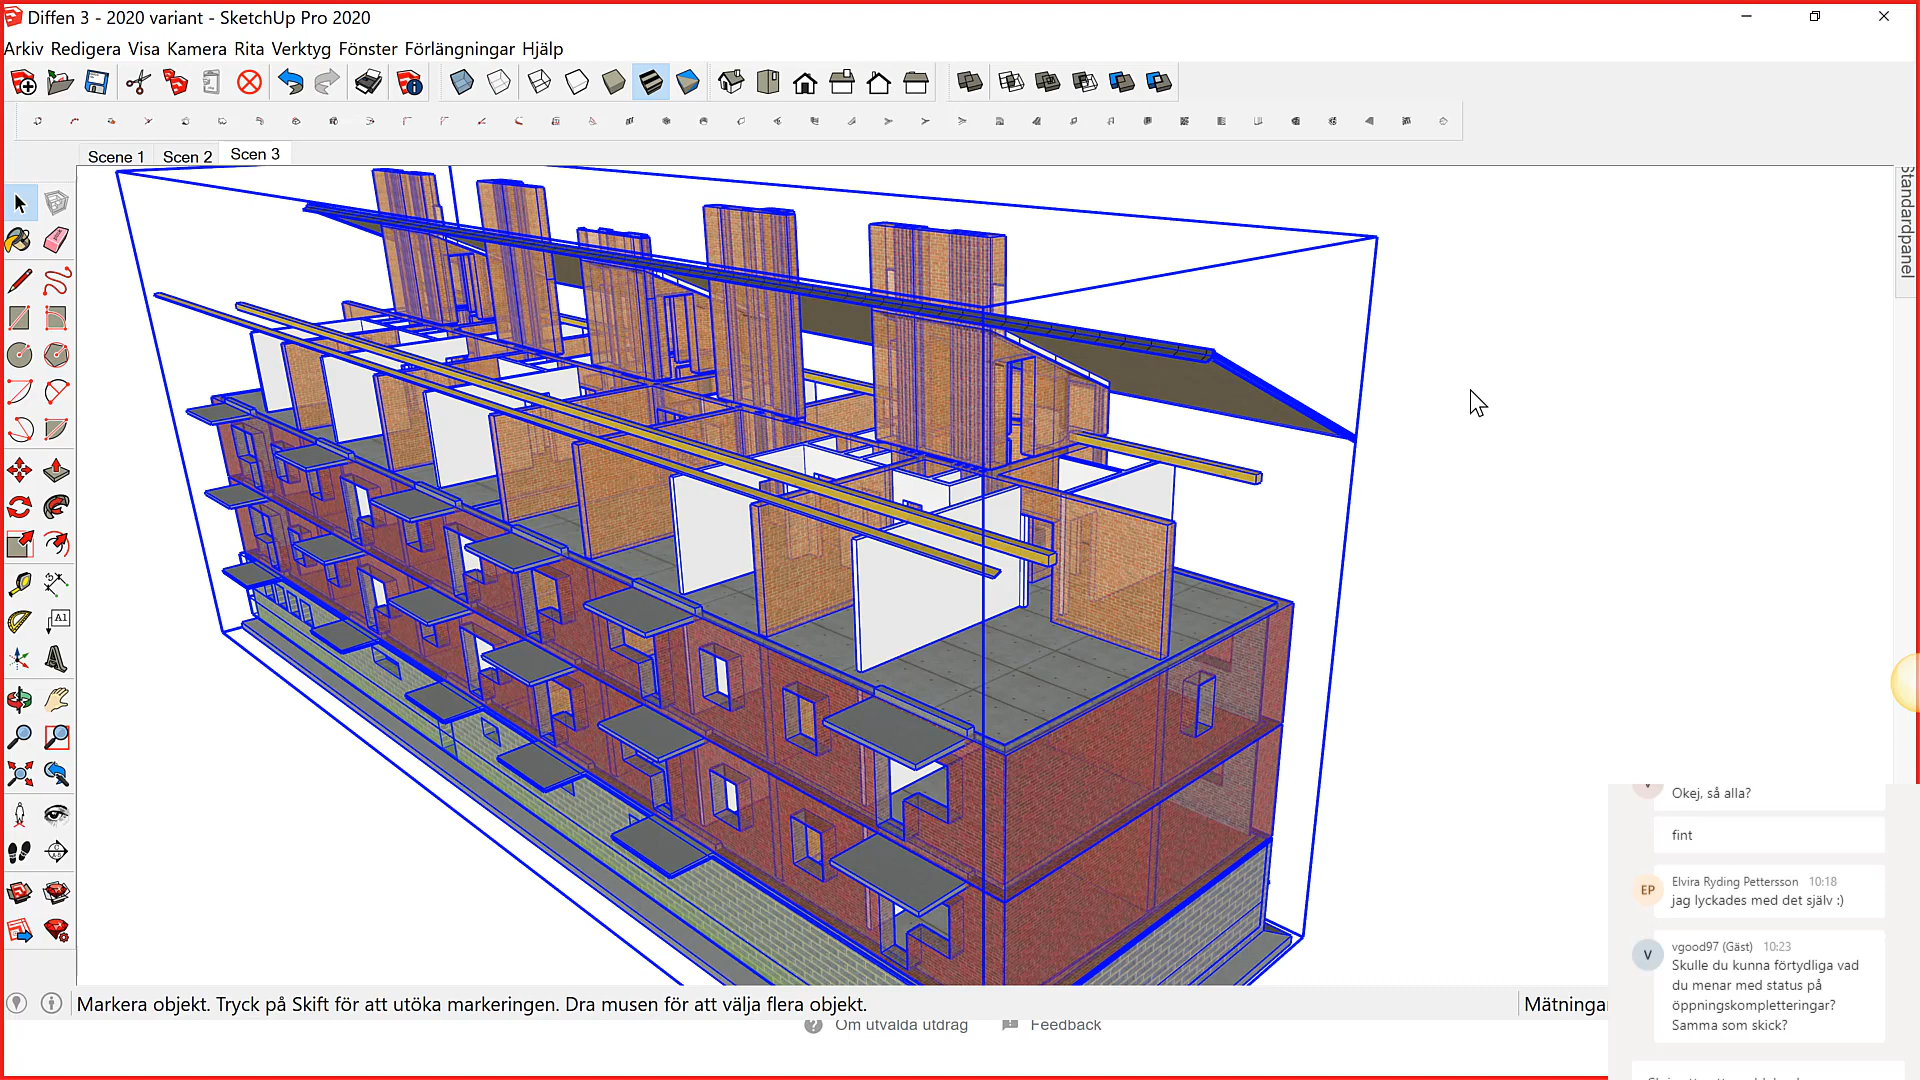 Diffen 3 - 2020 variant - SketchUp Pro 2020
Arkiv Redigera Visa Kamera Rita Verktyg Fönster Förlängningar Hjälp
Scene 1 Scen 2 Scen 3
Standardpanel
A1
Okej, så alla?
fint
EP Elvira Ryding Pettersson 10:18
jag lyckades med det själv :)
V vgood97 (Gäst) 10:23
Skulle du kunna förtydliga vad
du menar med status på
öppningskompletteringar?
Samma som skick?
Markera objekt. Tryck på Skift för att utöka markeringen. Dra musen för att välja flera objekt.
Mätningar
Om utvalda utdrag Feedback